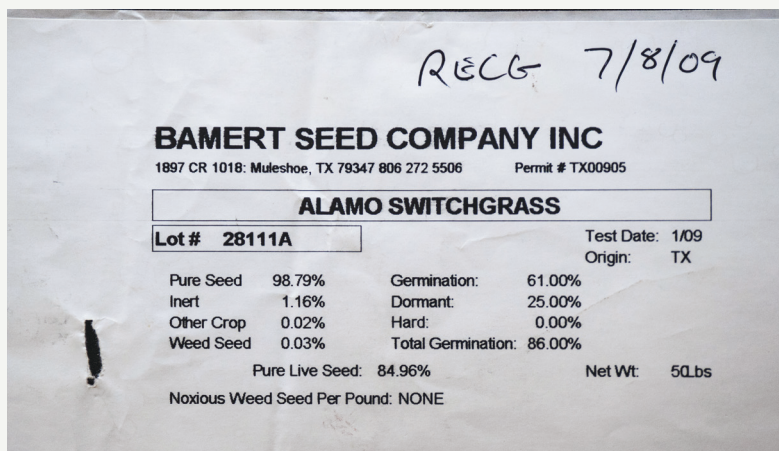 RECG 7/8/09
BAMERT SEED COMPANY INC
1897 CR 1018: Muleshoe, TX 79347 806 272 5506 Permit # TX00905
ALAMO SWITCHGRASS
Lot # 28111A Test Date: 1/09
Origin: TX
Pure Seed 98.79% Germination: 61.00%
Inert 1.16% Dormant: 25.00%
Other Crop 0.02% Hard: 0.00%
Weed Seed 0.03% Total Germination: 86.00%
Pure Live Seed: 84.96% Net Wt: 50Lbs
Noxious Weed Seed Per Pound: NONE